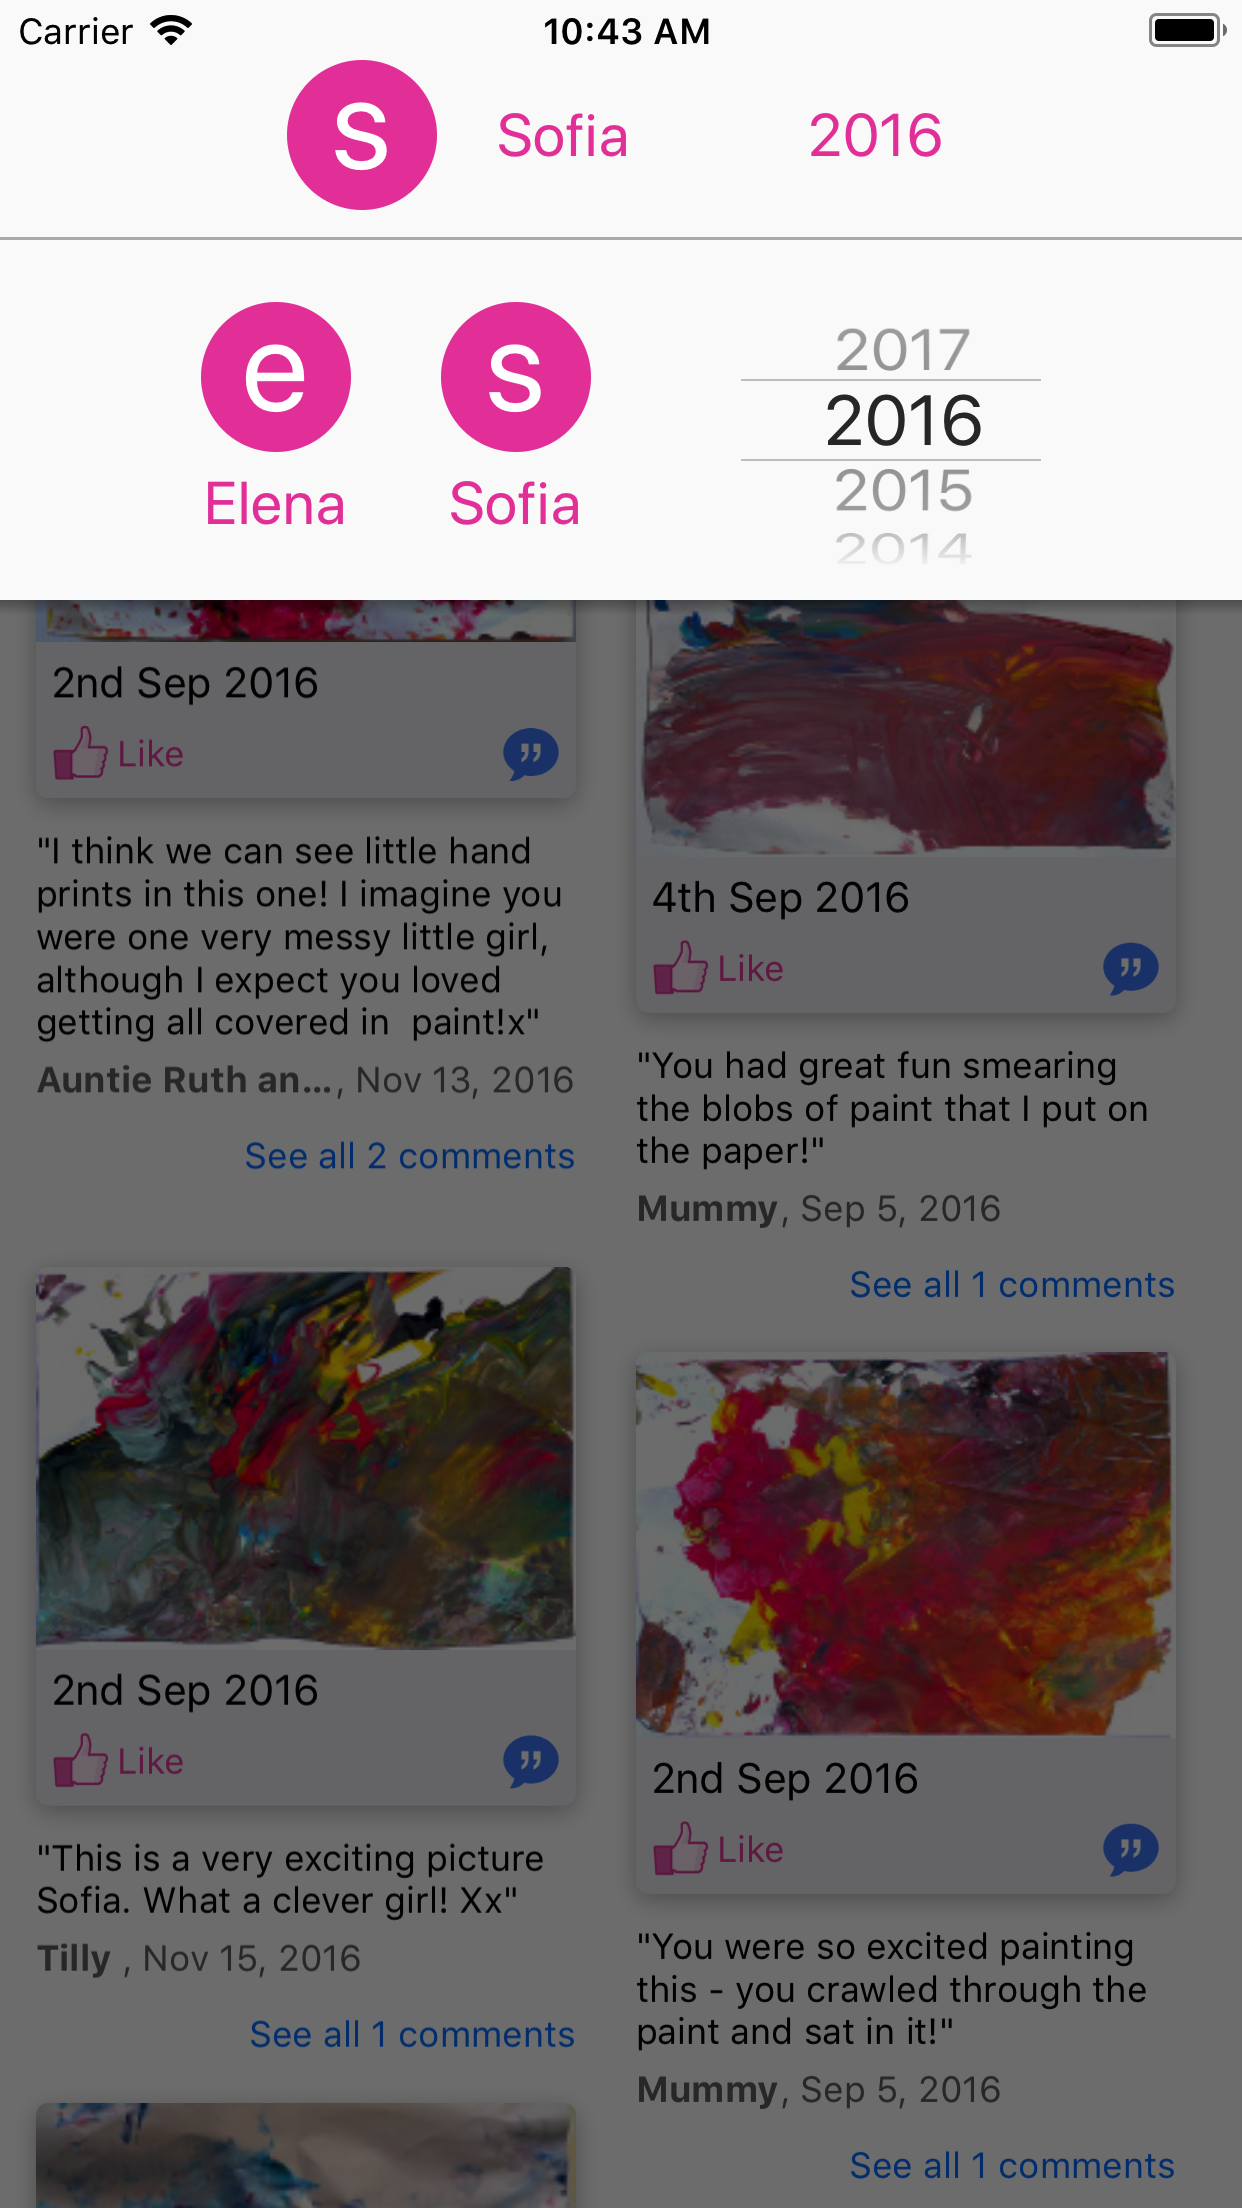 Carrier 10:43 AM
s Sofia 2016
e s
Elena Sofia
2017
2016
2015
2014
2nd Sep 2016
Like
"I think we can see little hand
prints in this one! I imagine you
were one very messy little girl,
although I expect you loved
getting all covered in  paint!x"
Auntie Ruth an..., Nov 13, 2016
See all 2 comments
4th Sep 2016
Like
"You had great fun smearing
the blobs of paint that I put on
the paper!"
Mummy, Sep 5, 2016
See all 1 comments
2nd Sep 2016
Like
"This is a very exciting picture
Sofia. What a clever girl! Xx"
Tilly , Nov 15, 2016
See all 1 comments
2nd Sep 2016
Like
"You were so excited painting
this - you crawled through the
paint and sat in it!"
Mummy, Sep 5, 2016
See all 1 comments